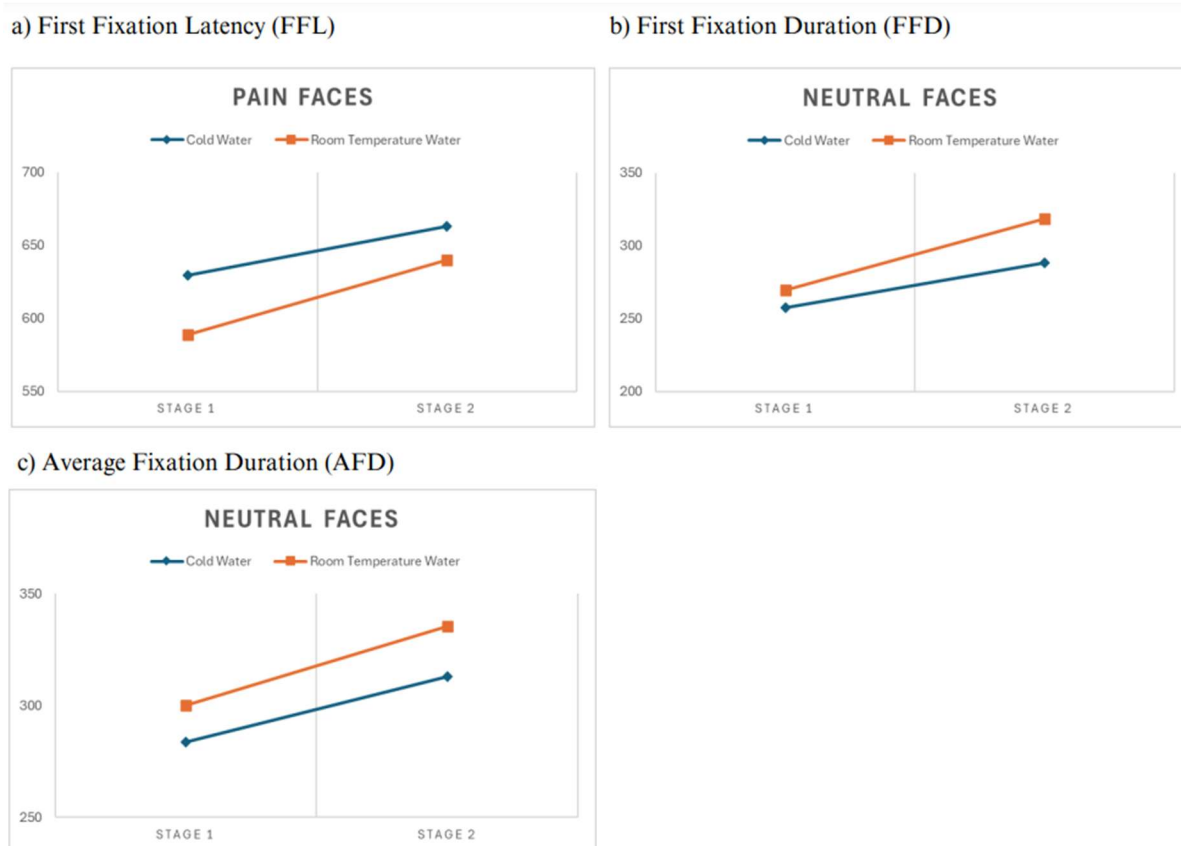 a) First Fixation Latency (FFL)
b) First Fixation Duration (FFD)
PAIN FACES
Cold Water Room Temperature Water
700
650
600
550
STAGE 1 STAGE 2
NEUTRAL FACES
Cold Water Room Temperature Water
350
300
250
200
STAGE 1 STAGE 2
c) Average Fixation Duration (AFD)
NEUTRAL FACES
Cold Water Room Temperature Water
350
300
250
STAGE 1 STAGE 2